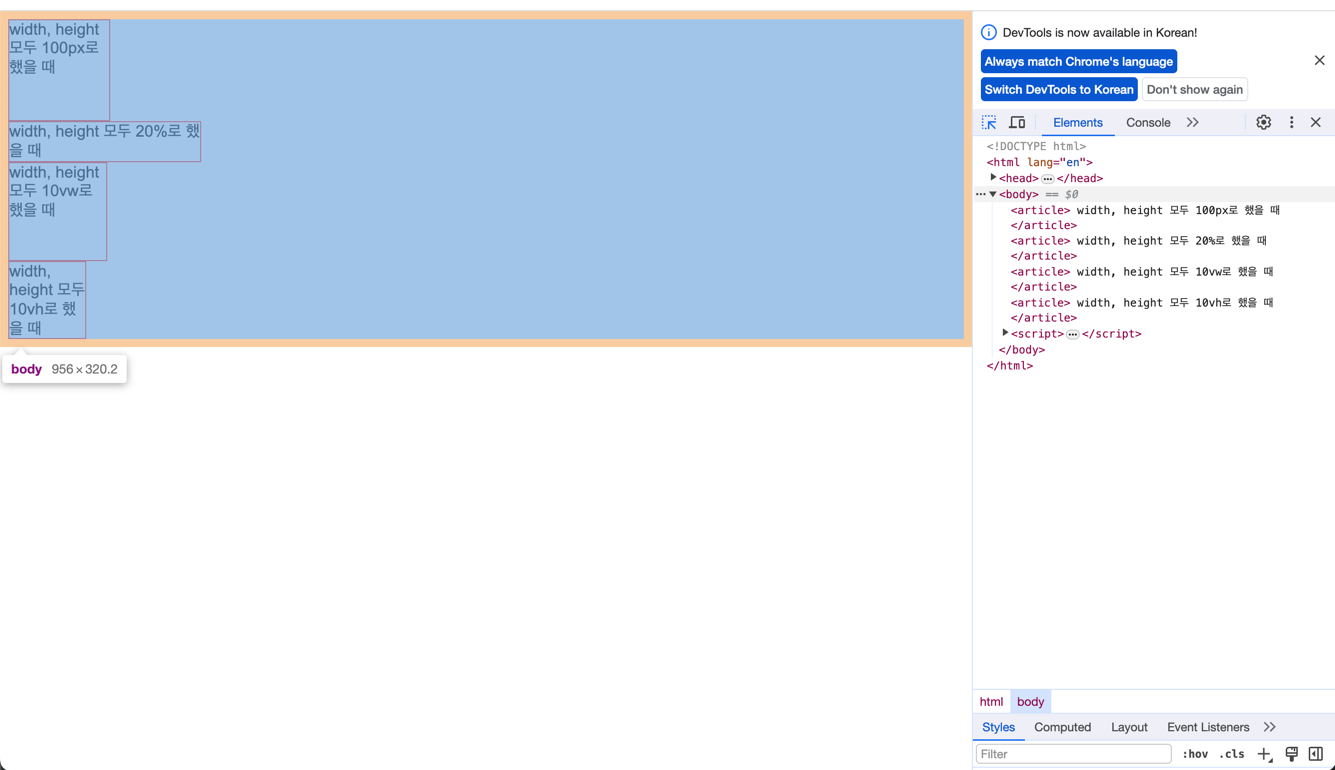 width, height
모두 100px로
했을 때
width, height 모두 20%로 했
을 때
width, height
모두 10vw로
했을 때
width,
height 모두
10vh로 했
을 때
body 956 × 320.2
DevTools is now available in Korean!
Always match Chrome's language
Switch DevTools to Korean
Don't show again
Elements
Console
<!DOCTYPE html>
<html lang="en">
<head> ••• </head>
••• <body> == $0
<article> width, height 모두 100px로 했을 때
</article>
<article> width, height 모두 20%로 했을 때
</article>
<article> width, height 모두 10vw로 했을 때
</article>
<article> width, height 모두 10vh로 했을 때
</article>
<script> ••• </script>
</body>
</html>
html body
Styles Computed Layout Event Listeners
Filter :hov .cls